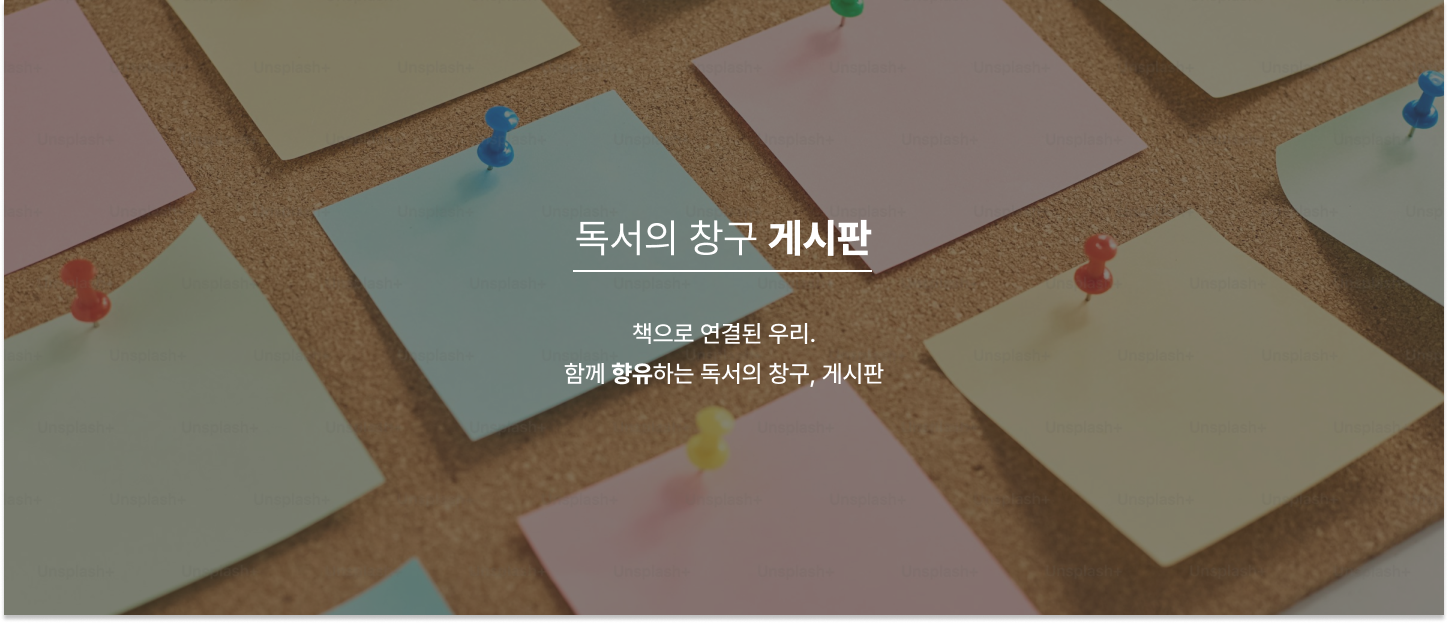 독서의 창구 게시판
책으로 연결된 우리.
함께 향유하는 독서의 창구, 게시판
Unsplash+